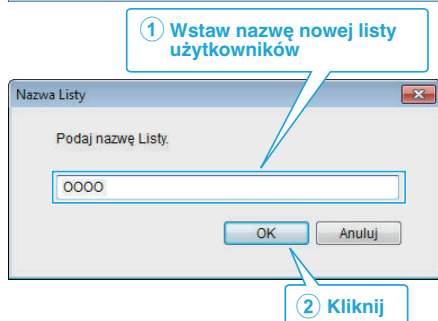 ① Wstaw nazwę nowej listy
użytkowników
Nazwa Listy
Podaj nazwę Listy.
OOOO
OK Anuluj
② Kliknij